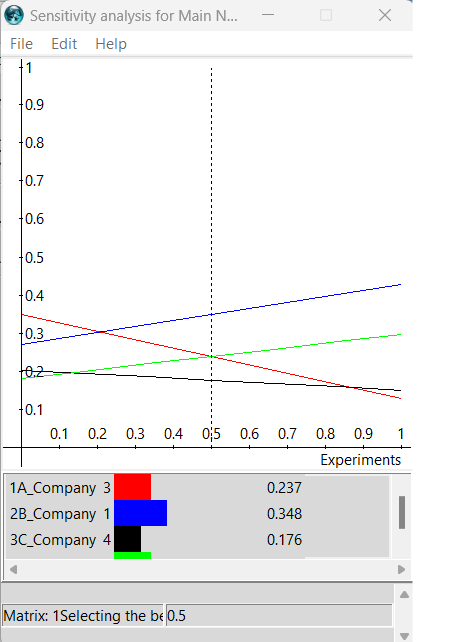 Sensitivity analysis for Main N...
File Edit Help
1
0.9
0.8
0.7
0.6
0.5
0.4
0.3
0.2
0.1
0.1 0.2 0.3 0.4 0.5 0.6 0.7 0.8 0.9 1
Experiments
1A_Company 3 0.237
2B_Company 1 0.348
3C_Company 4 0.176
Matrix: 1Selecting the be 0.5